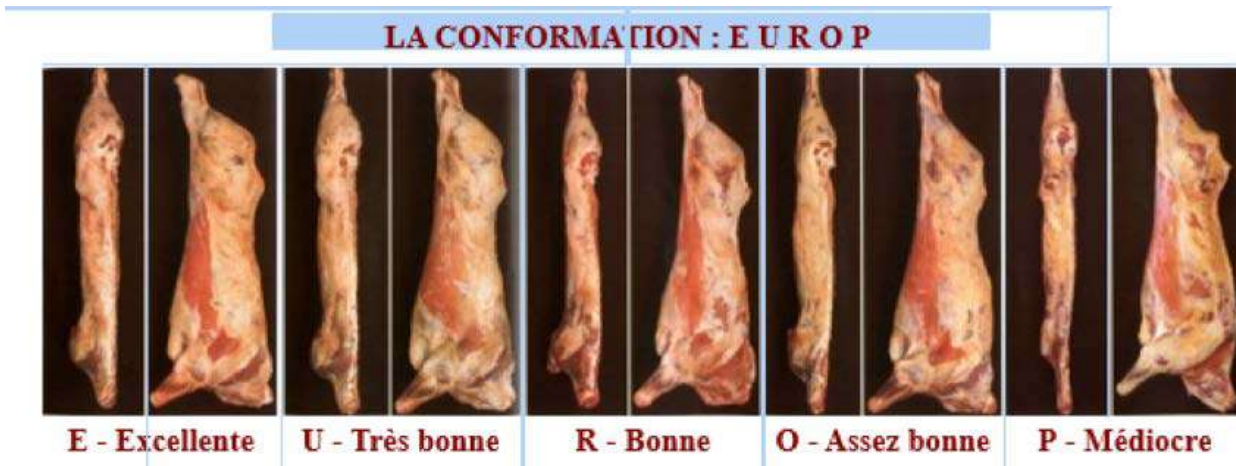 LA CONFORMATION : E U R O P
E - Excellente
U - Très bonne
R - Bonne
O - Assez bonne
P - Médiocre